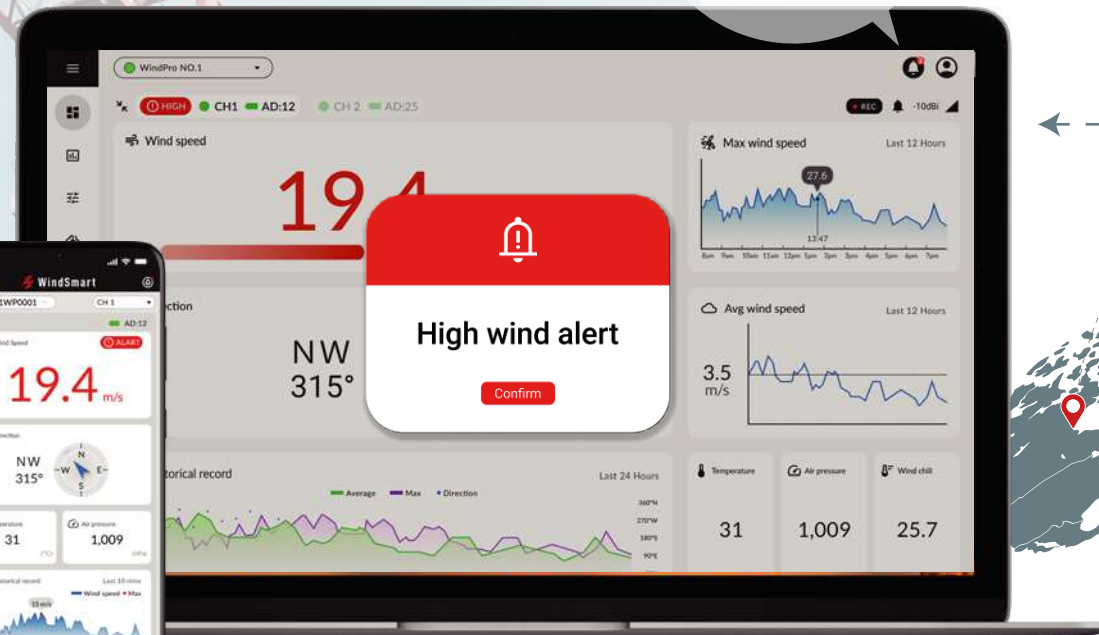 WindPro NO.1
HIGH
CH1
AD:12
CH 2
AD:25
REC
-10dBi
Wind speed
19.4
Max wind speed
Last 12 Hours
27.6
13:47
8am 9am 10am 11am 12pm 1pm 2pm 3pm 4pm 5pm 6pm 7pm
High wind alert
Confirm
NW
315°
Avg wind speed
Last 12 Hours
3.5
m/s
Last 24 Hours
Average
Max
Direction
360°N
270°W
180°S
90°E
Temperature
31
Air pressure
1,009
Wind chill
25.7
WindSmart
1WP0001
CH 1
AD:12
ALART
19.4 m/s
NW
315°
N
W
E
S
31
Air pressure
1,009
Last 10 mins
Wind speed
Max